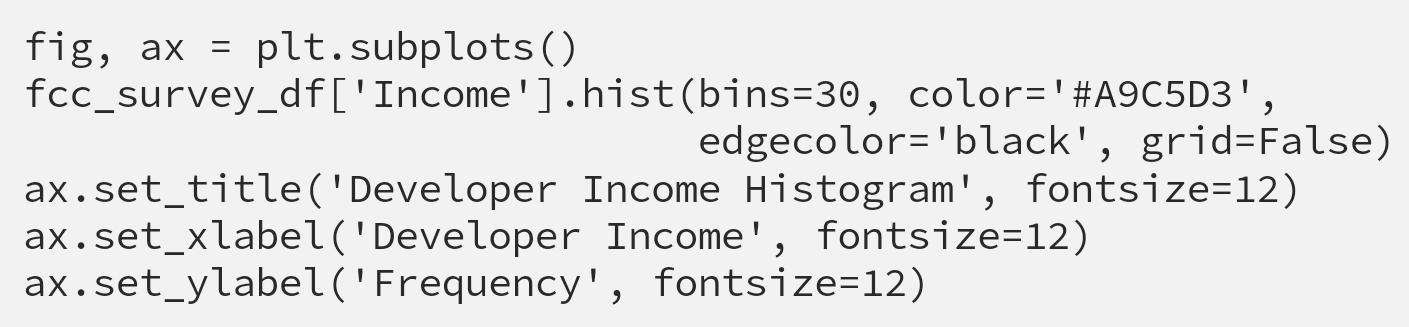 fig, ax = plt.subplots()
fcc_survey_df['Income'].hist(bins=30, color='#A9C5D3',
                             edgecolor='black', grid=False)
ax.set_title('Developer Income Histogram', fontsize=12)
ax.set_xlabel('Developer Income', fontsize=12)
ax.set_ylabel('Frequency', fontsize=12)